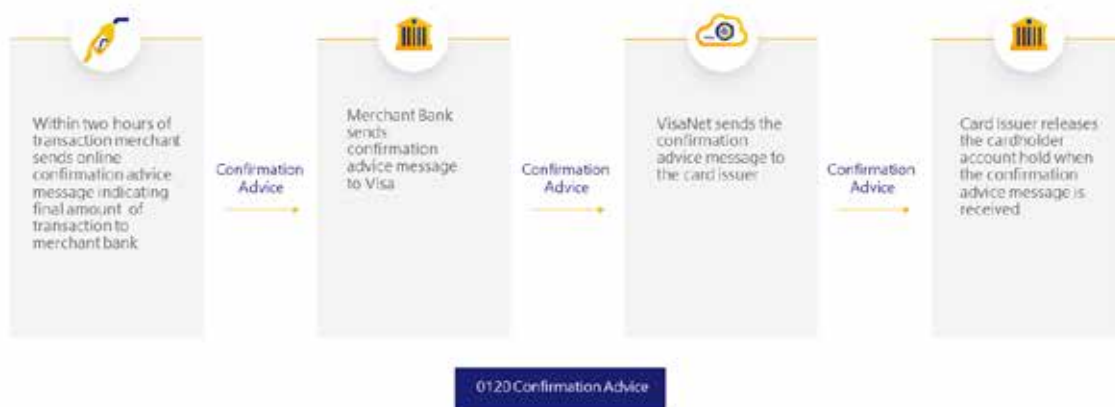 Within two hours of
transaction merchant
sends online
confirmation advice
message indicating
final amount of
transaction to
merchant bank
Confirmation
Advice
Merchant Bank
sends
confirmation
advice message
to Visa
Confirmation
Advice
VisaNet sends the
confirmation
advice message to
the card issuer
Confirmation
Advice
Card issuer releases
the cardholder
account hold when
the confirmation
advice message is
received
0120 Confirmation Advice